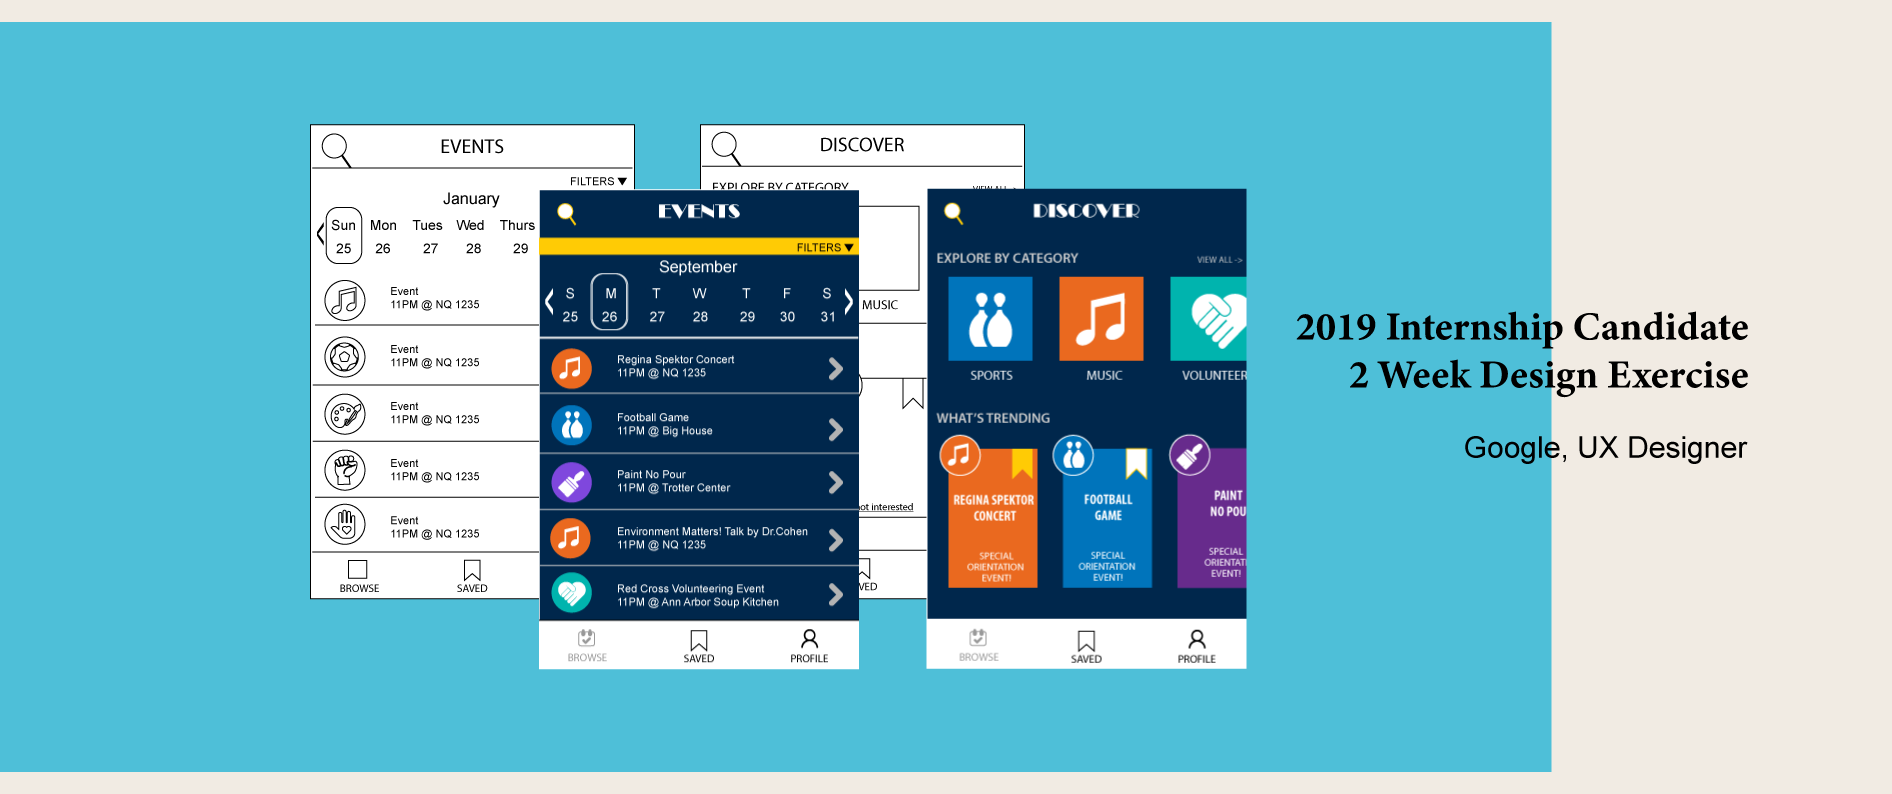 EVENTS
FILTERS ▼
January
Sun Mon Tues Wed Thurs
25 26 27 28 29
Event
11PM @ NQ 1235
Event
11PM @ NQ 1235
Event
11PM @ NQ 1235
Event
11PM @ NQ 1235
Event
11PM @ NQ 1235
BROWSE SAVED
EVENTS
FILTERS ▼
September
S M T W T F S
25 26 27 28 29 30 31
Regina Spektor Concert
11PM @ NQ 1235
Football Game
11PM @ Big House
Paint No Pour
11PM @ Trotter Center
Environment Matters! Talk by Dr.Cohen
11PM @ NQ 1235
Red Cross Volunteering Event
11PM @ Ann Arbor Soup Kitchen
BROWSE SAVED PROFILE
DISCOVER
EXPLORE BY CATEGORY VIEW ALL ->
MUSIC
interested
DISCOVER
EXPLORE BY CATEGORY VIEW ALL ->
SPORTS MUSIC VOLUNTEER
WHAT'S TRENDING
REGINA SPEKTOR
CONCERT
SPECIAL
ORIENTATION
EVENT!
FOOTBALL
GAME
SPECIAL
ORIENTATION
EVENT!
PAINT
NO POU
SPECIAL
ORIENTAT
EVENT!
BROWSE SAVED PROFILE
2019 Internship Candidate
2 Week Design Exercise
Google, UX Designer